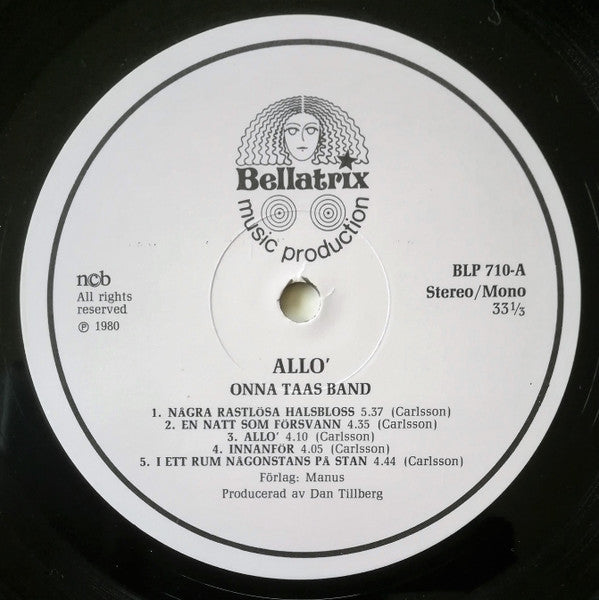 Bellatrix
music production
ncb
All rights
reserved
℗ 1980
BLP 710-A
Stereo/Mono
33⅓
ALLO'
ONNA TAAS BAND
1. NÅGRA RASTLÖSA HALSBLOSS 5.37 (Carlsson)
2. EN NATT SOM FÖRSVANN 4.35 (Carlsson)
3. ALLO' 4.10 (Carlsson)
4. INNANFÖR 4.05 (Carlsson)
5. I ETT RUM NÅGONSTANS PÅ STAN 4.44 (Carlsson)
Förlag: Manus
Producerad av Dan Tillberg